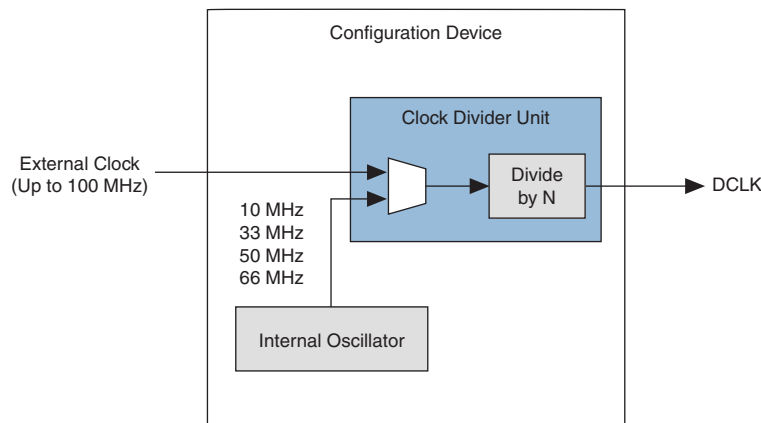 Configuration Device
Clock Divider Unit
External Clock
(Up to 100 MHz)
Divide
by N
DCLK
10 MHz
33 MHz
50 MHz
66 MHz
Internal Oscillator